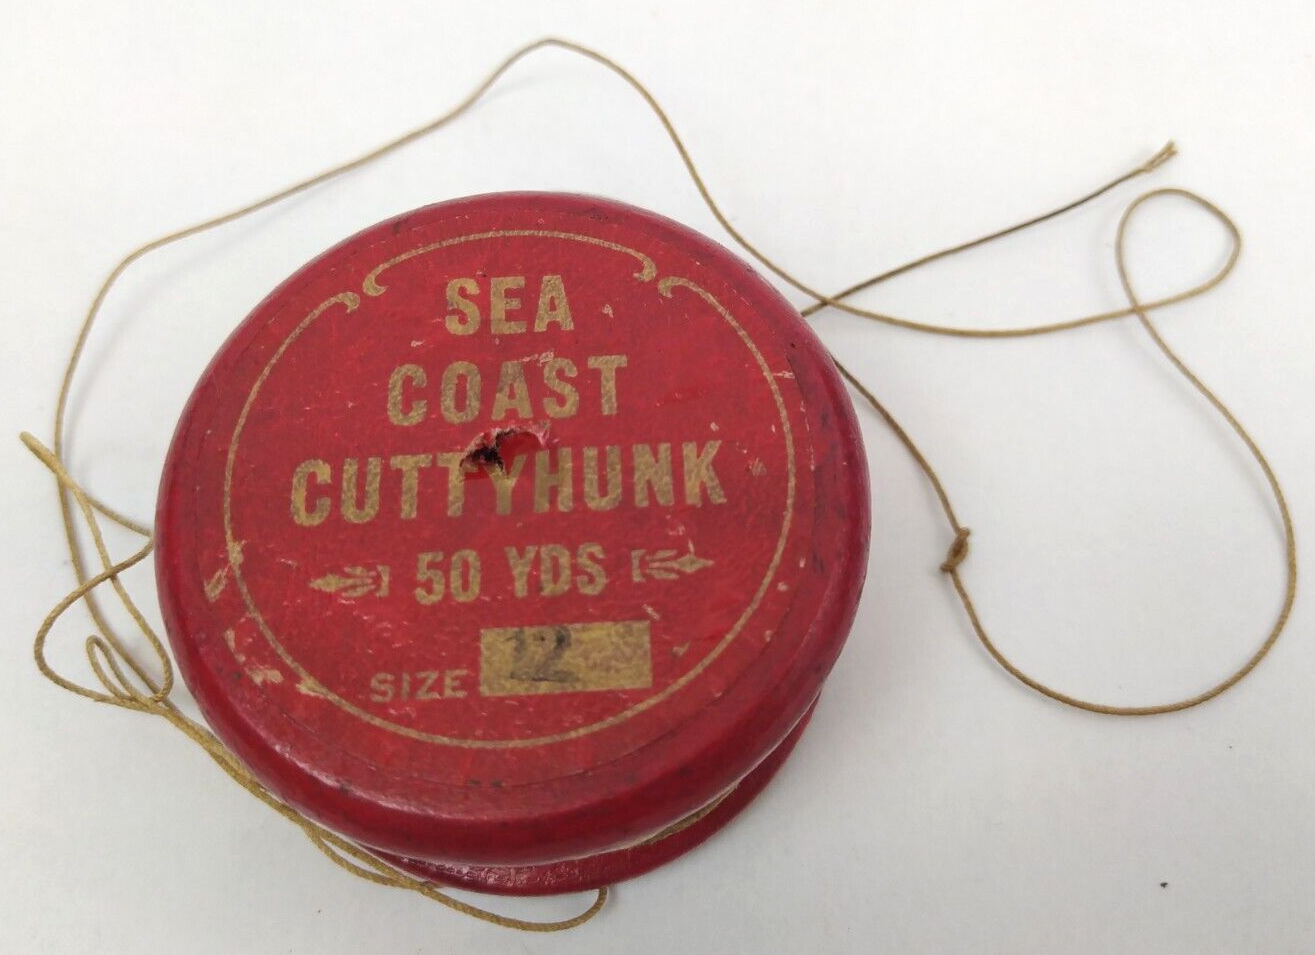 SEA
COAST
CUTTYHUNK
50 YDS
SIZE 12